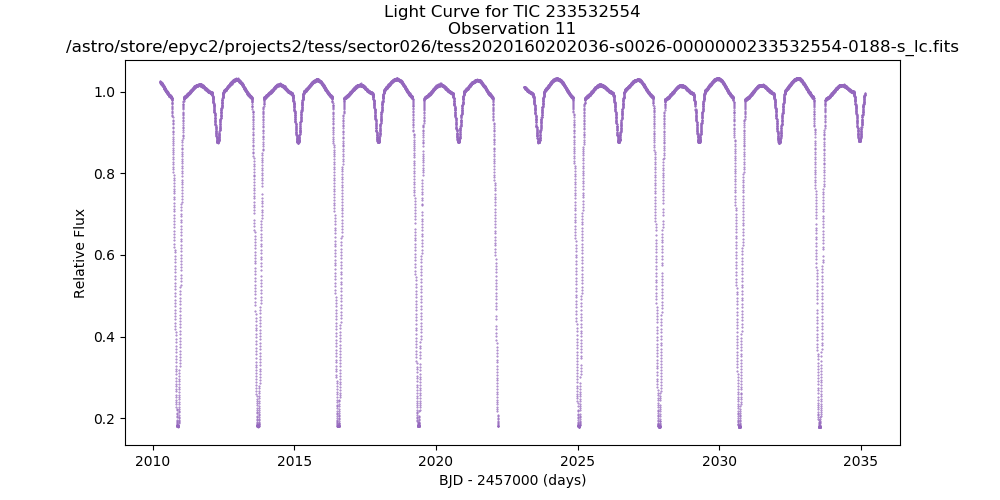 Light Curve for TIC 233532554
Observation 11
/astro/store/epyc2/projects2/tess/sector026/tess2020160202036-s0026-0000000233532554-0188-s_lc.fits
1.0
0.8
0.6
0.4
0.2
Relative Flux
2010 2015 2020 2025 2030 2035
BJD - 2457000 (days)